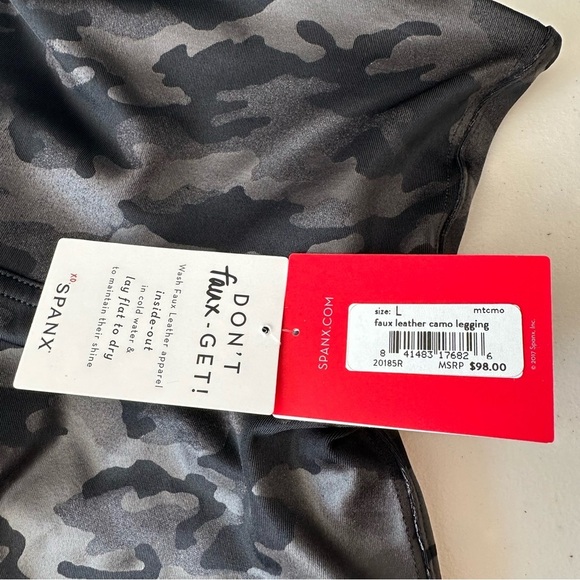 DON'T
faux-GET!
Wash Faux Leather apparel
inside-out
in cold water &
lay flat to dry
to maintain their shine
XO
SPANX®
SPANX.COM
size: L mtcmo
faux leather camo legging
8 41483 17682 6
20185R MSRP $98.00
© 2017 Spanx, Inc.